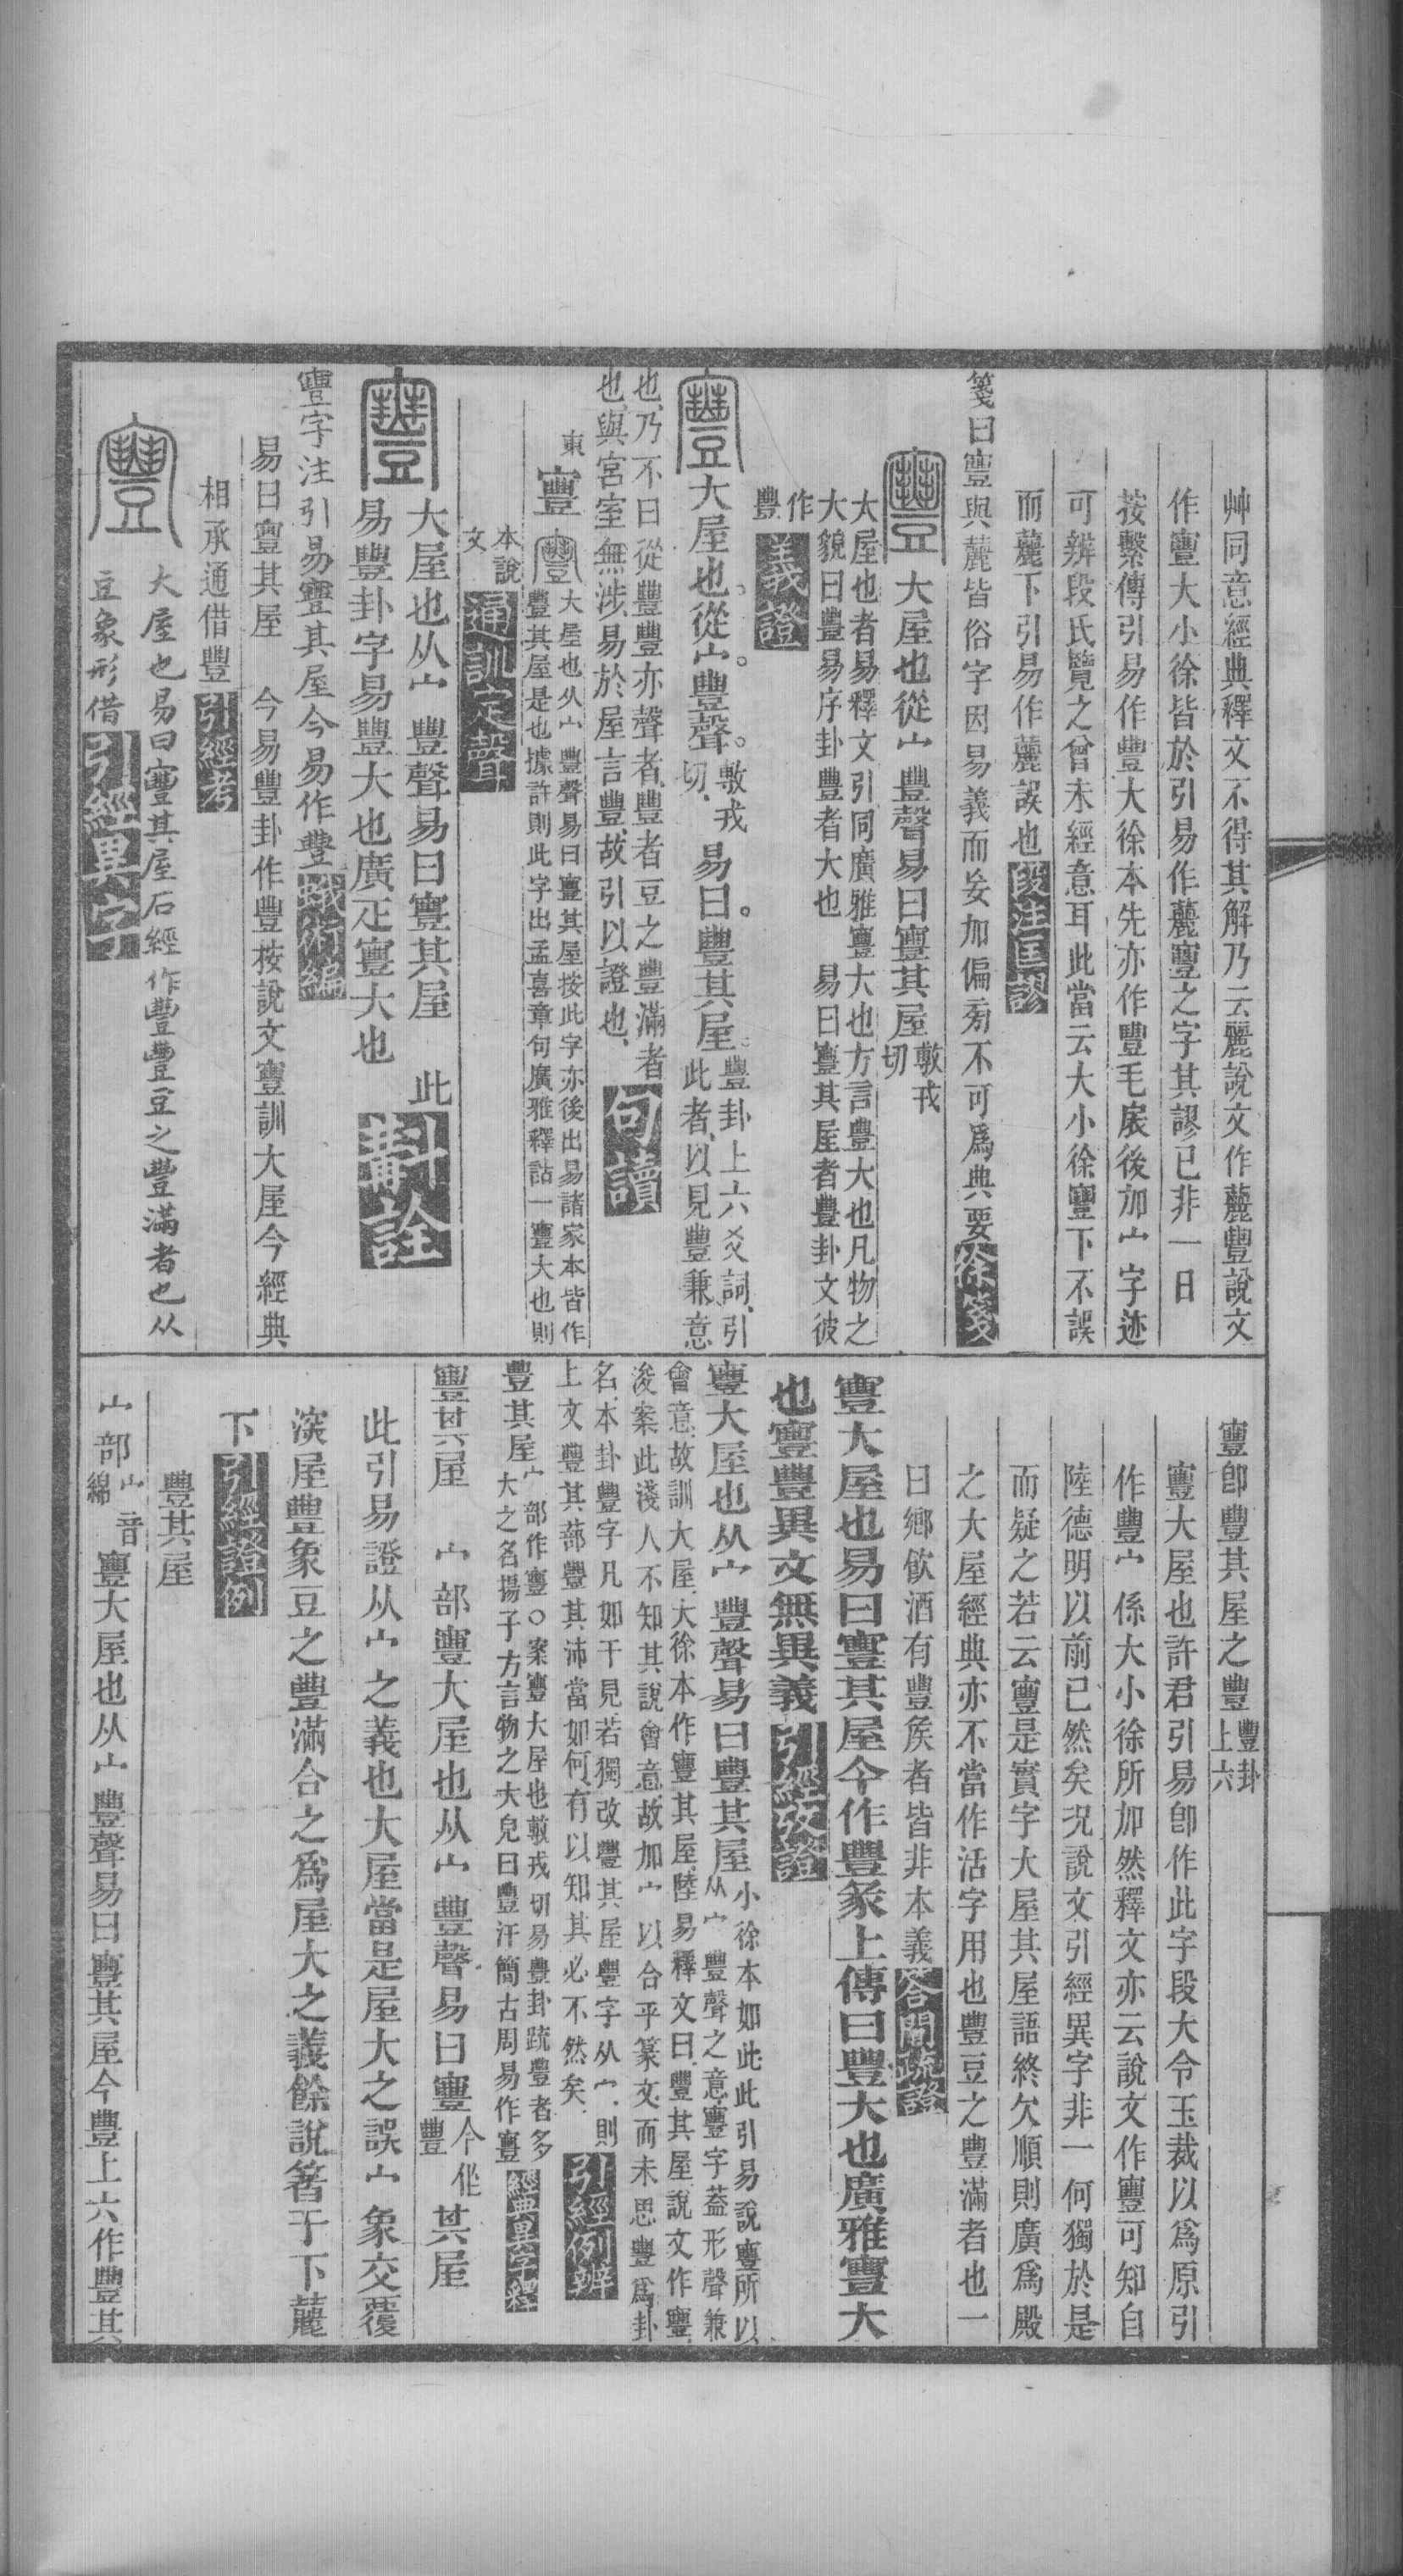 艸同意經典釋文不得其解乃云麗說文作䕻豐說文
作寷大小徐皆於引易作䕻寷之字其謬已非一日
按繫傳引易作豐大徐本先亦作豐毛扆後加宀字迹
可辨段氏覽之曾未經意耳此當云大小徐寷下不誤
而䕻下引易作䕻誤也段注匡謬
箋曰寷與䕻皆俗字因易義而妄加偏旁不可爲典要徐箋
大屋也從宀豐聲易曰寷其屋敷戎切
大屋也者易釋文引同廣雅寷大也方言豐大也凡物之
大貌曰豐易序卦豐者大也 易曰寷其屋者豐卦文彼
作豐義證
寷大屋也從宀豐聲敷戎切易曰豐其屋豐卦上六爻詞引
此者以見豐兼意
也乃不曰從豐豐亦聲者豐者豆之豐滿者
也與宮室無涉易於屋言豐故引以證也句讀
東寷
大屋也从宀豐聲易曰寷其屋按此字亦後出易諸家本皆作
豐其屋是也據許則此字出孟喜章句廣雅釋詁一寷大也則
本說文通訓定聲
大屋也从宀豐聲易曰寷其屋 此
易豐卦字易豐大也廣疋寷大也斠詮
寷字注引易寷其屋今易作豐蛾術編
易曰寷其屋 今易豐卦作豐按說文寷訓大屋今經典
相承通借豐引經考
大屋也易曰寷其屋石經作豐豐豆之豐滿者也从
豆象形借引經異字
寷卽豐其屋之豐豐卦上六
寷大屋也許君引易卽作此字段大令玉裁以爲原引
作豐宀係大小徐所加然釋文亦云說文作寷可知自
陸德明以前已然矣況說文引經異字非一何獨於是
而疑之若云寷是實字大屋其屋語終欠順則廣爲殿
之大屋經典亦不當作活字用也豐豆之豐滿者也一
曰鄉飲酒有豐侯者皆非本義答問疏證
寷大屋也易曰寷其屋今作豐彖上傳曰豐大也廣雅寷大
也寷豐異文無異義引經攷證
寷大屋也从宀豐聲易曰豐其屋小徐本如此此引易說寷所以
从宀豐聲之意寷字葢形聲兼
會意故訓大屋大徐本作寷其屋陸易釋文曰豐其屋說文作寷
浚案此淺人不知其說會意故加宀以合乎篆文而未思豐爲卦
名本卦豐字凡如干見若獨改豐其屋豐字从宀則
上文豐其蔀豐其沛當如何有以知其必不然矣引經例辨
豐其屋宀部作寷○案寷大屋也敷戎切易豐卦疏豐者多
大之名揚子方言物之大皃曰豐汗簡古周易作寷經典異字釋
寷其屋 宀部寷大屋也从宀豐聲易曰寷今作豐其屋
此引易證从宀之義也大屋當是屋大之誤宀象交覆
深屋豐象豆之豐滿合之爲屋大之義餘說箸于下䕻
下引經證例
豐其屋
宀部宀音綿寷大屋也从宀豐聲易曰寷其屋今豐上六作豐其